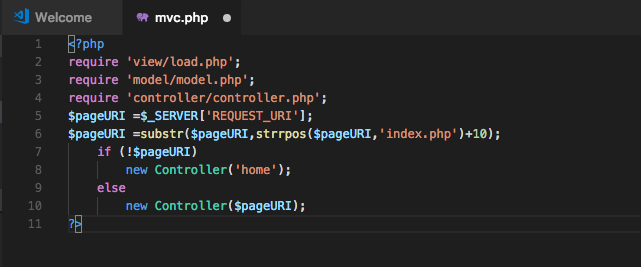 Welcome mvc.php
1 <?php
2 require 'view/load.php';
3 require 'model/model.php';
4 require 'controller/controller.php';
5 $pageURI =$_SERVER['REQUEST_URI'];
6 $pageURI =substr($pageURI,strrpos($pageURI,'index.php')+10);
7 if (!$pageURI)
8 new Controller('home');
9 else
10 new Controller($pageURI);
11 ?>